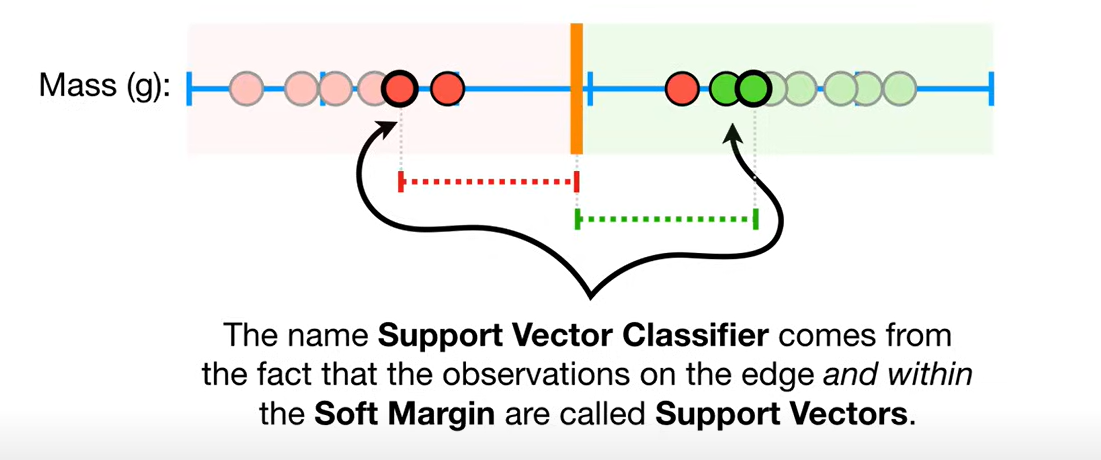 Mass (g):
The name Support Vector Classifier comes from
the fact that the observations on the edge and within
the Soft Margin are called Support Vectors.